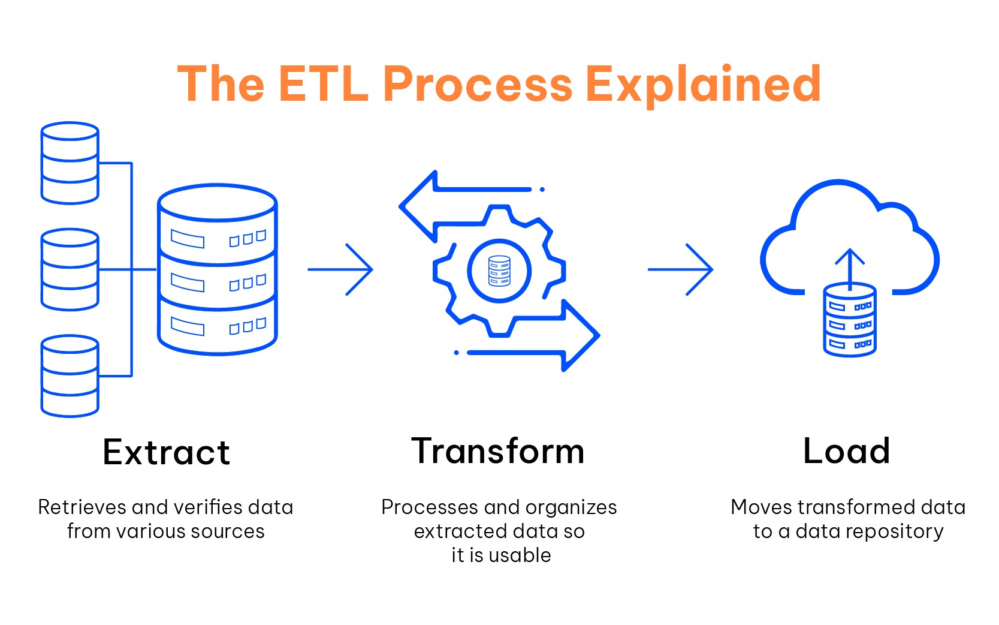 The ETL Process Explained
Extract
Retrieves and verifies data
from various sources
Transform
Processes and organizes
extracted data so
it is usable
Load
Moves transformed data
to a data repository